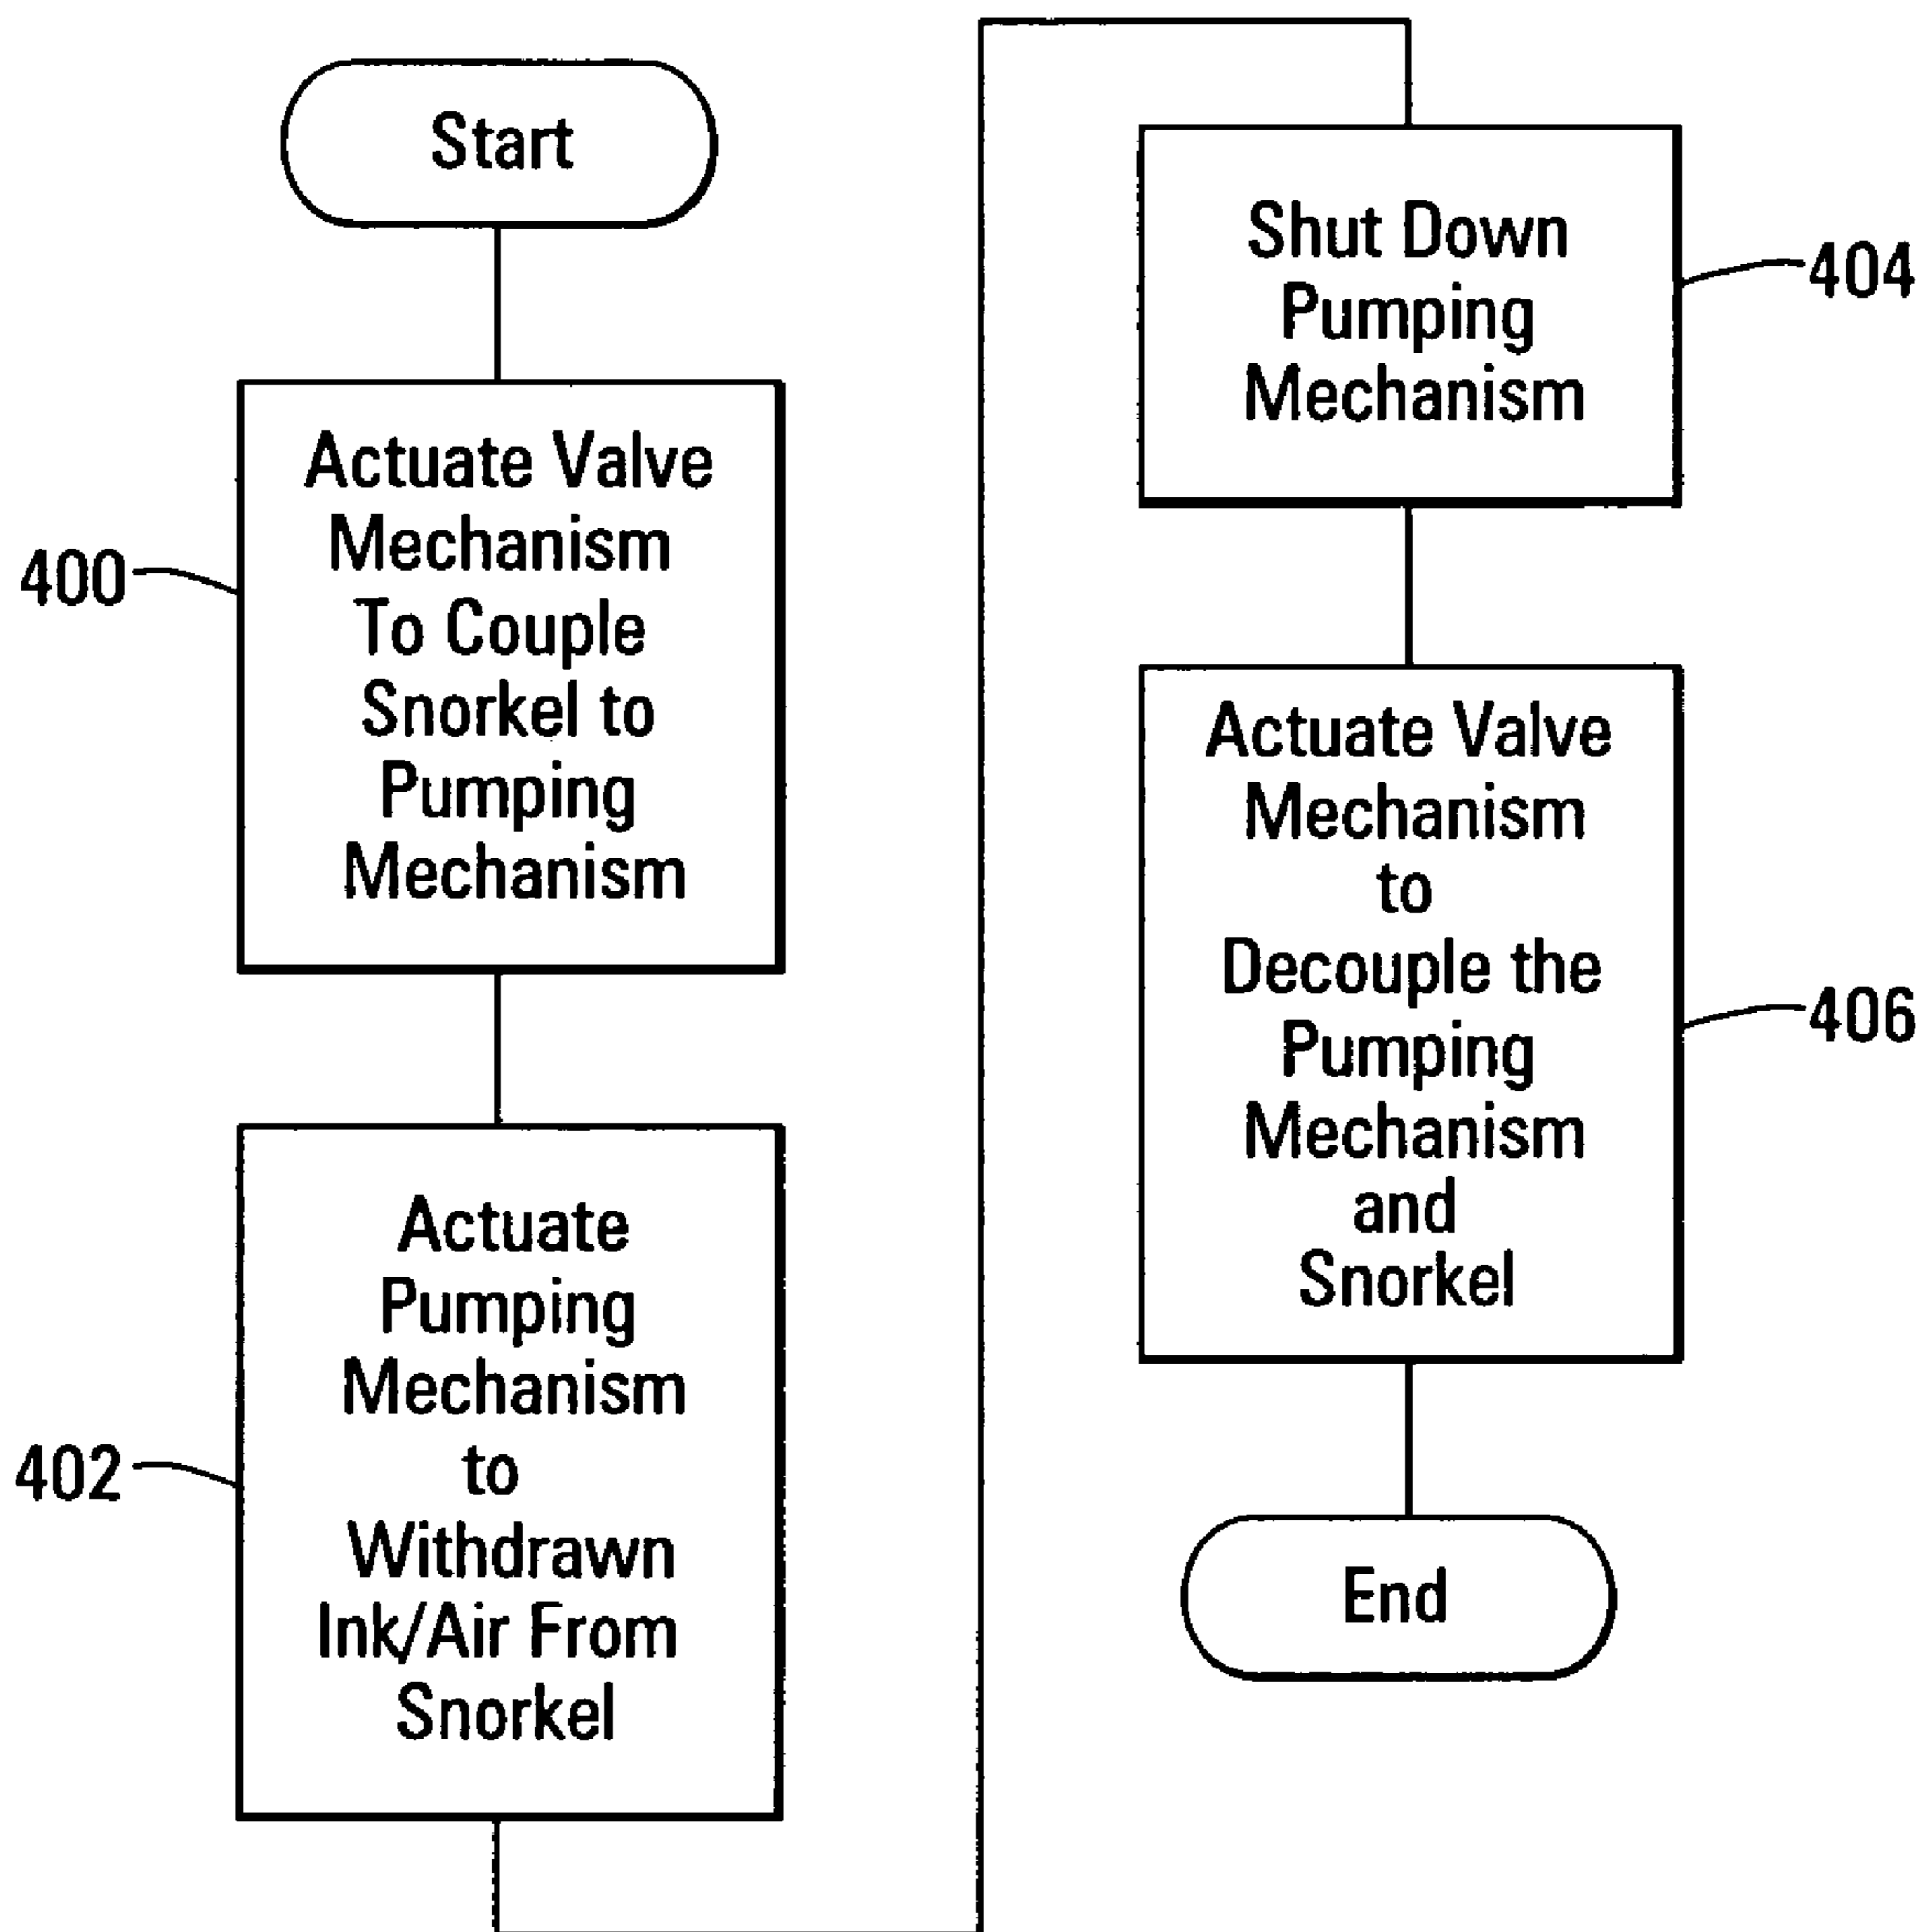 Start
400
Actuate Valve
Mechanism
To Couple
Snorkel to
Pumping
Mechanism
402
Actuate
Pumping
Mechanism
to
Withdrawn
Ink/Air From
Snorkel
Shut Down
Pumping
Mechanism
404
Actuate Valve
Mechanism
to
Decouple the
Pumping
Mechanism
and
Snorkel
406
End